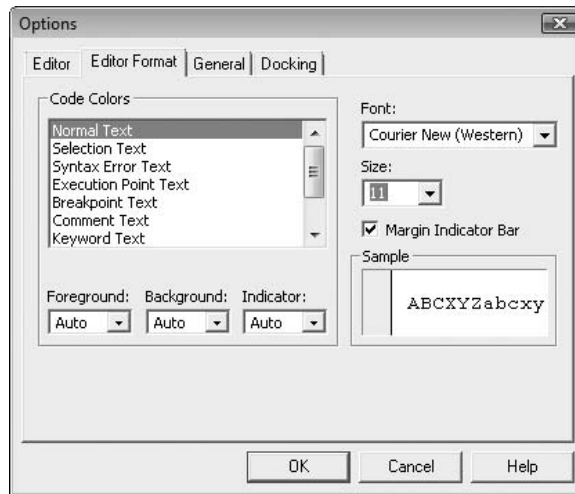 Options
Editor Editor Format General Docking
Code Colors
Normal Text
Selection Text
Syntax Error Text
Execution Point Text
Breakpoint Text
Comment Text
Keyword Text
Foreground: Background: Indicator:
Auto Auto Auto
Font:
Courier New (Western)
Size:
11
Margin Indicator Bar
Sample
ABCXYZabcxy
OK Cancel Help